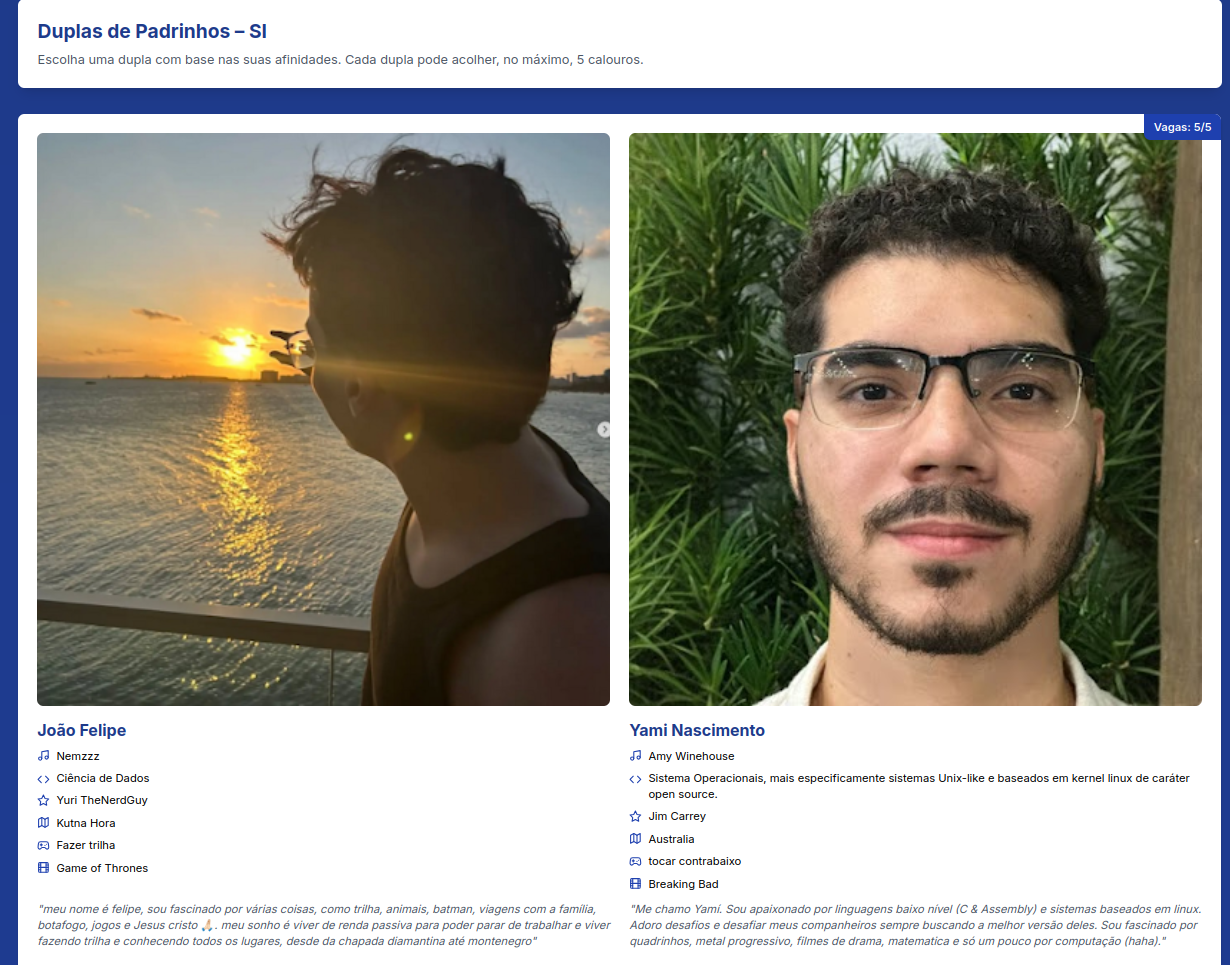 Duplas de Padrinhos – SI
Escolha uma dupla com base nas suas afinidades. Cada dupla pode acolher, no máximo, 5 calouros.
Vagas: 5/5
João Felipe
Nemzzz
Ciência de Dados
Yuri TheNerdGuy
Kutna Hora
Fazer trilha
Game of Thrones
"meu nome é felipe, sou fascinado por várias coisas, como trilha, animais, batman, viagens com a família,
botafogo, jogos e Jesus cristo 🙏🏼. meu sonho é viver de renda passiva para poder parar de trabalhar e viver
fazendo trilha e conhecendo todos os lugares, desde da chapada diamantina até montenegro"
Yami Nascimento
Amy Winehouse
Sistema Operacionais, mais especificamente sistemas Unix-like e baseados em kernel linux de caráter
open source.
Jim Carrey
Australia
tocar contrabaixo
Breaking Bad
"Me chamo Yamí. Sou apaixonado por linguagens baixo nível (C & Assembly) e sistemas baseados em linux.
Adoro desafios e desafiar meus companheiros sempre buscando a melhor versão deles. Sou fascinado por
quadrinhos, metal progressivo, filmes de drama, matematica e só um pouco por computação (haha)."